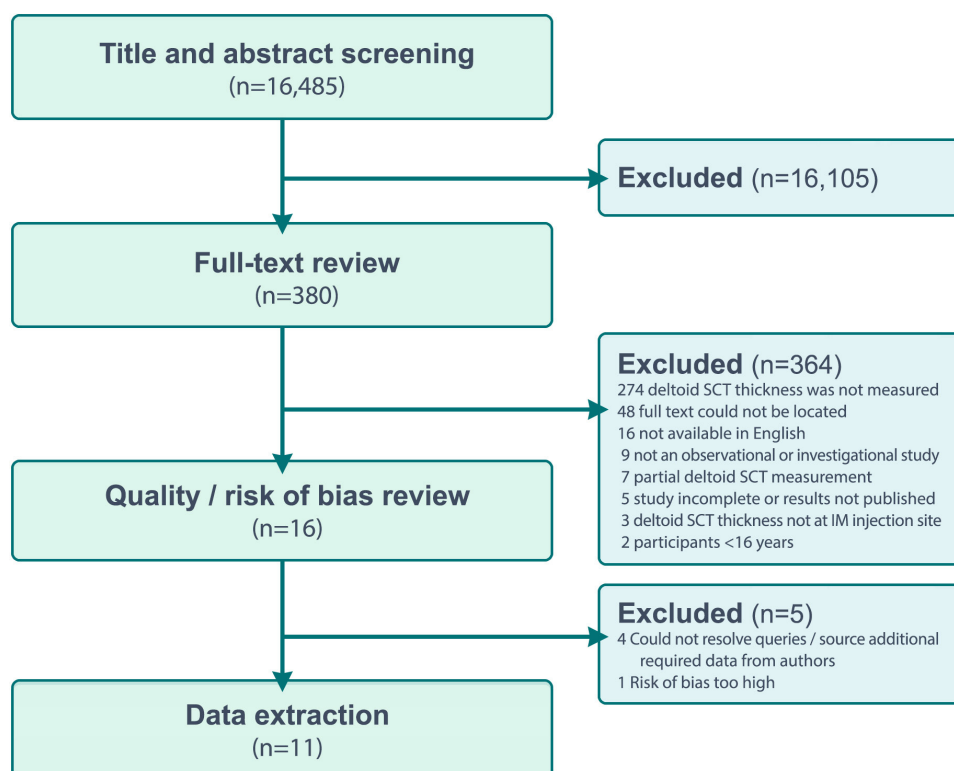 Title and abstract screening
(n=16,485)
Excluded (n=16,105)
Full-text review
(n=380)
Excluded (n=364)
274 deltoid SCT thickness was not measured
48 full text could not be located
16 not available in English
9 not an observational or investigational study
7 partial deltoid SCT measurement
5 study incomplete or results not published
3 deltoid SCT thickness not at IM injection site
2 participants <16 years
Quality / risk of bias review
(n=16)
Excluded (n=5)
4 Could not resolve queries / source additional
required data from authors
1 Risk of bias too high
Data extraction
(n=11)